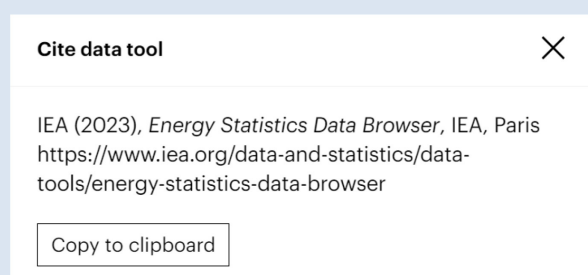 Cite data tool
IEA (2023), Energy Statistics Data Browser, IEA, Paris
https://www.iea.org/data-and-statistics/data-
tools/energy-statistics-data-browser
Copy to clipboard